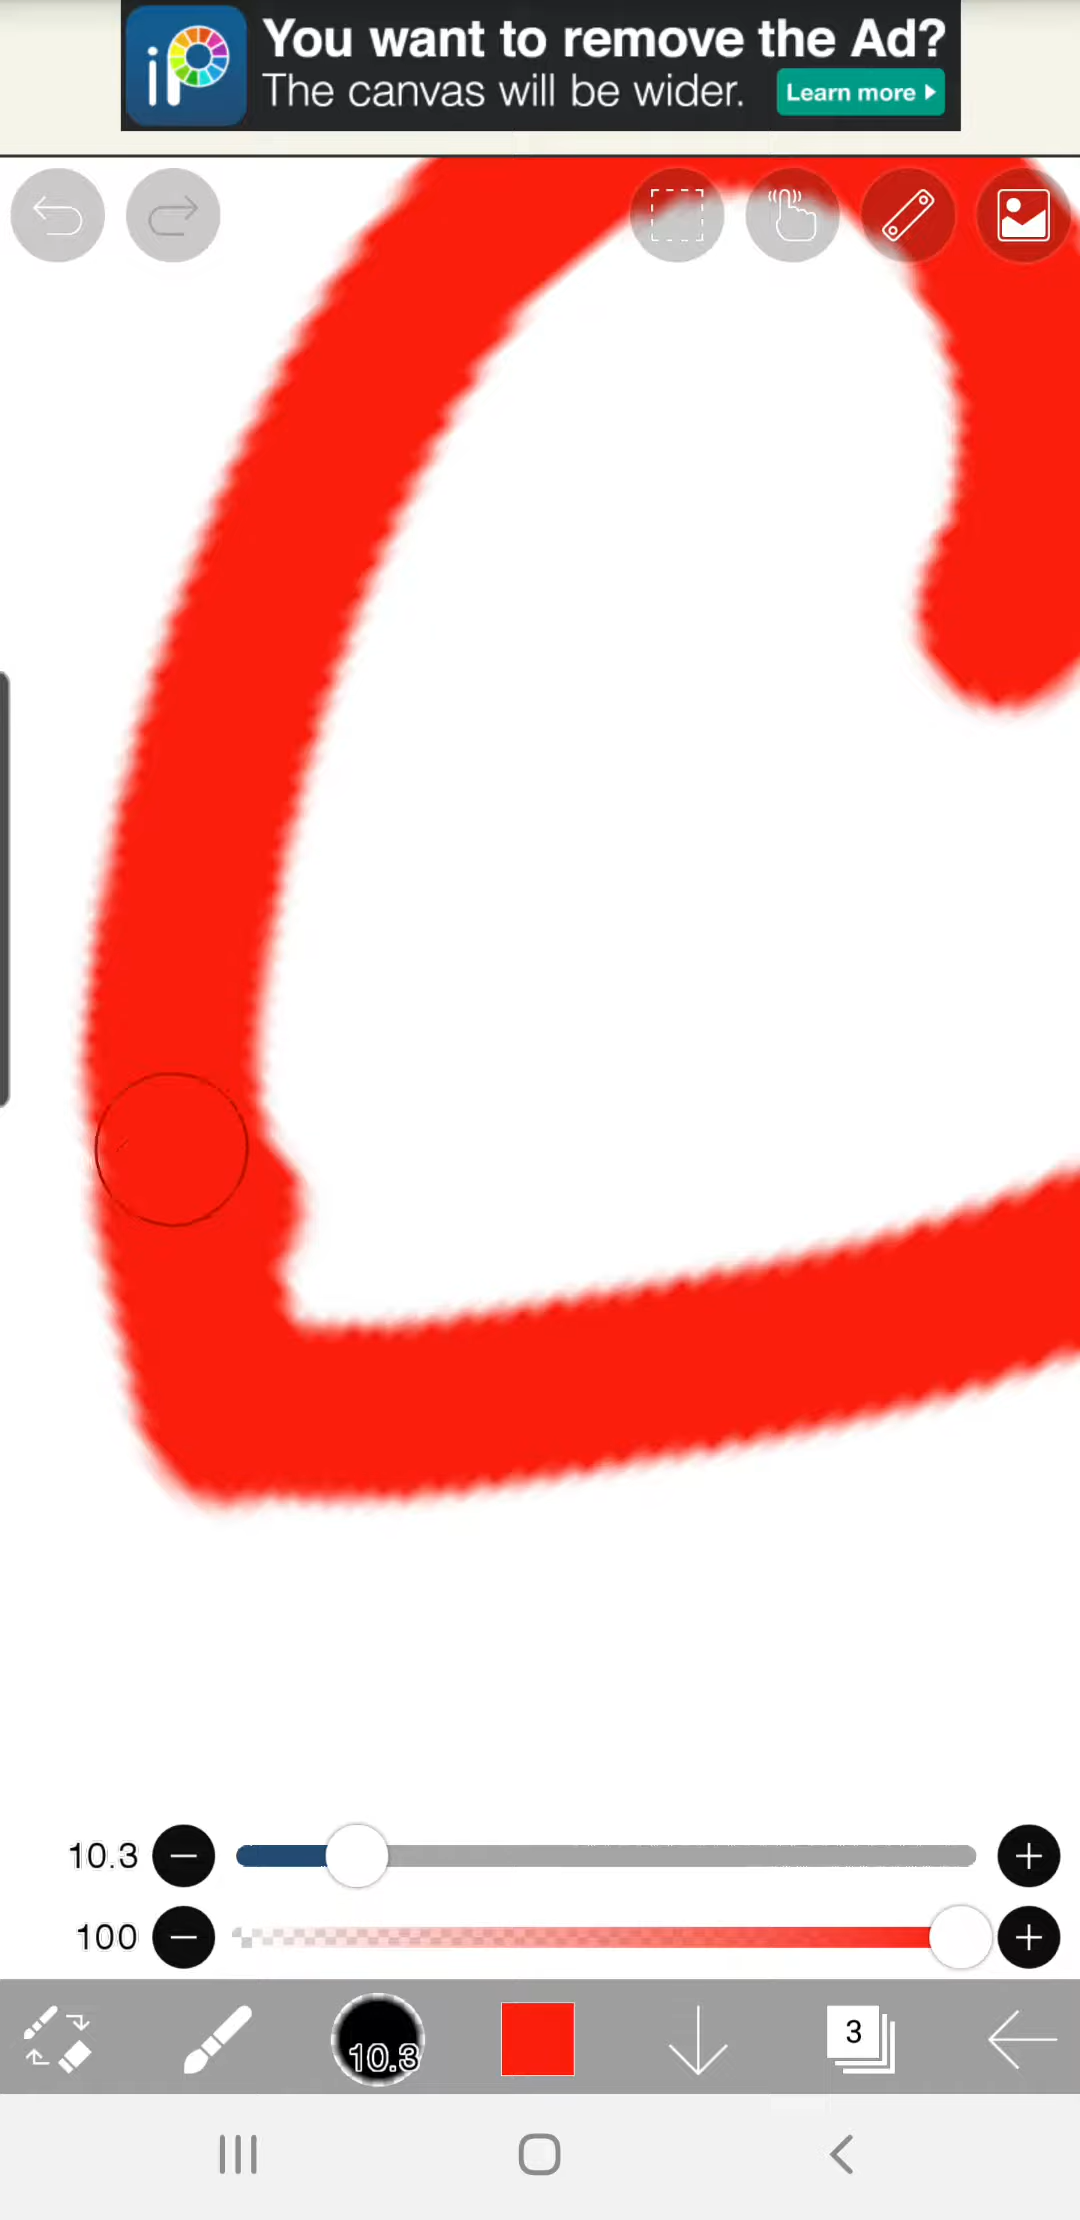 iP
You want to remove the Ad?
The canvas will be wider.
Learn more
10.3
100
10.3
3